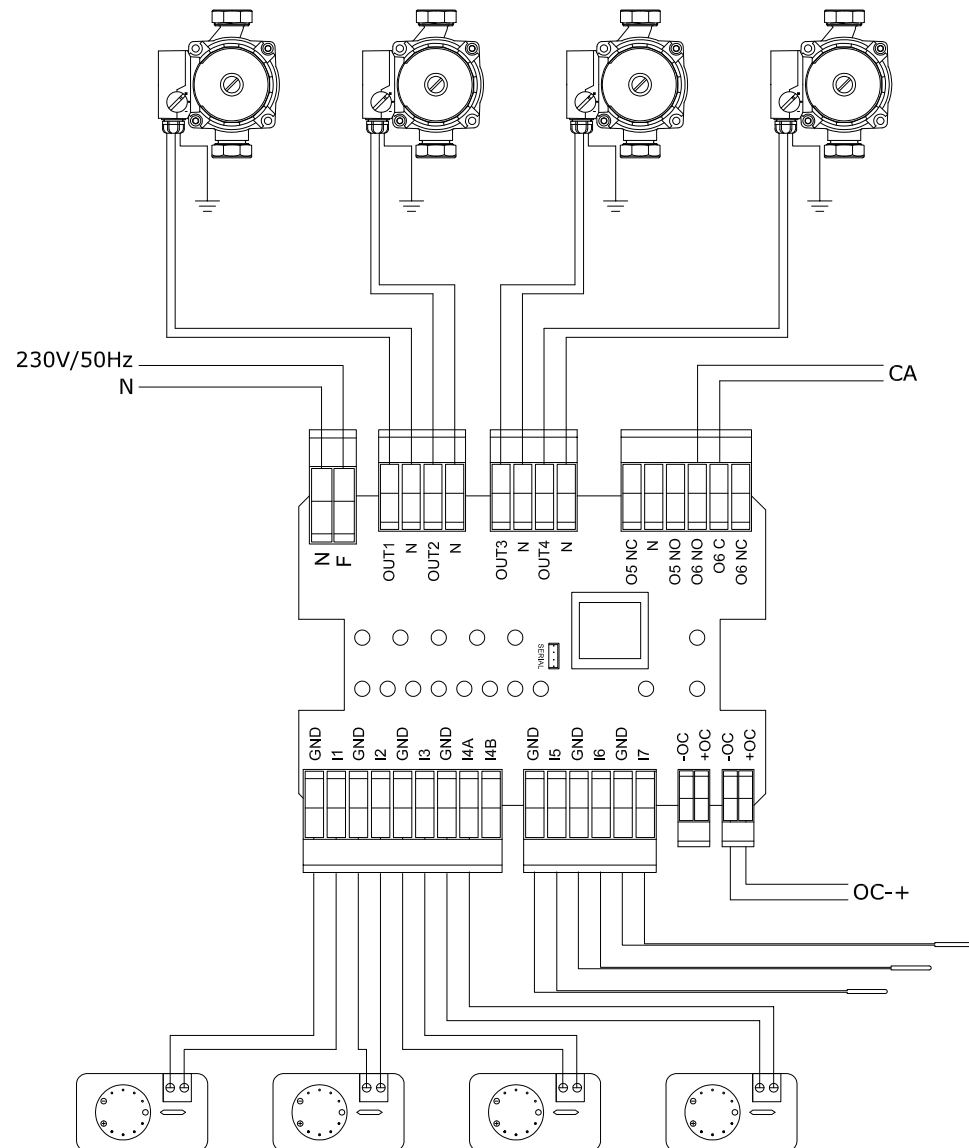 230V/50Hz
N
CA
N
F
OUT1
N
OUT2
N
OUT3
N
OUT4
N
O5 NC
N
O5 NO
O6 NO
O6 C
O6 NC
SERIAL
GND
I1
GND
I2
GND
I3
GND
I4A
I4B
GND
I5
GND
I6
GND
I7
-OC
+OC
-OC
+OC
OC-+